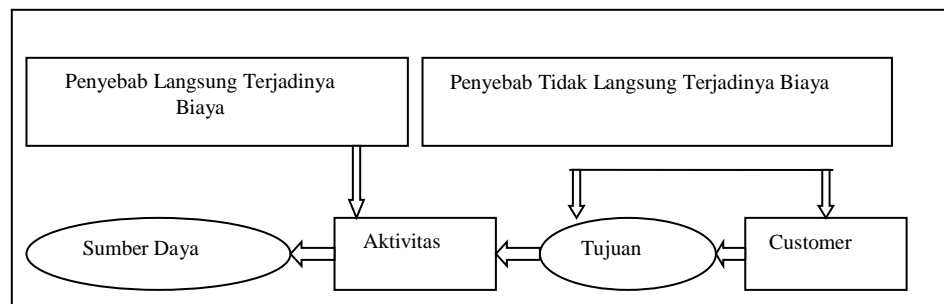 Penyebab Langsung Terjadinya
Biaya
Penyebab Tidak Langsung Terjadinya Biaya
Sumber Daya
Aktivitas
Tujuan
Customer